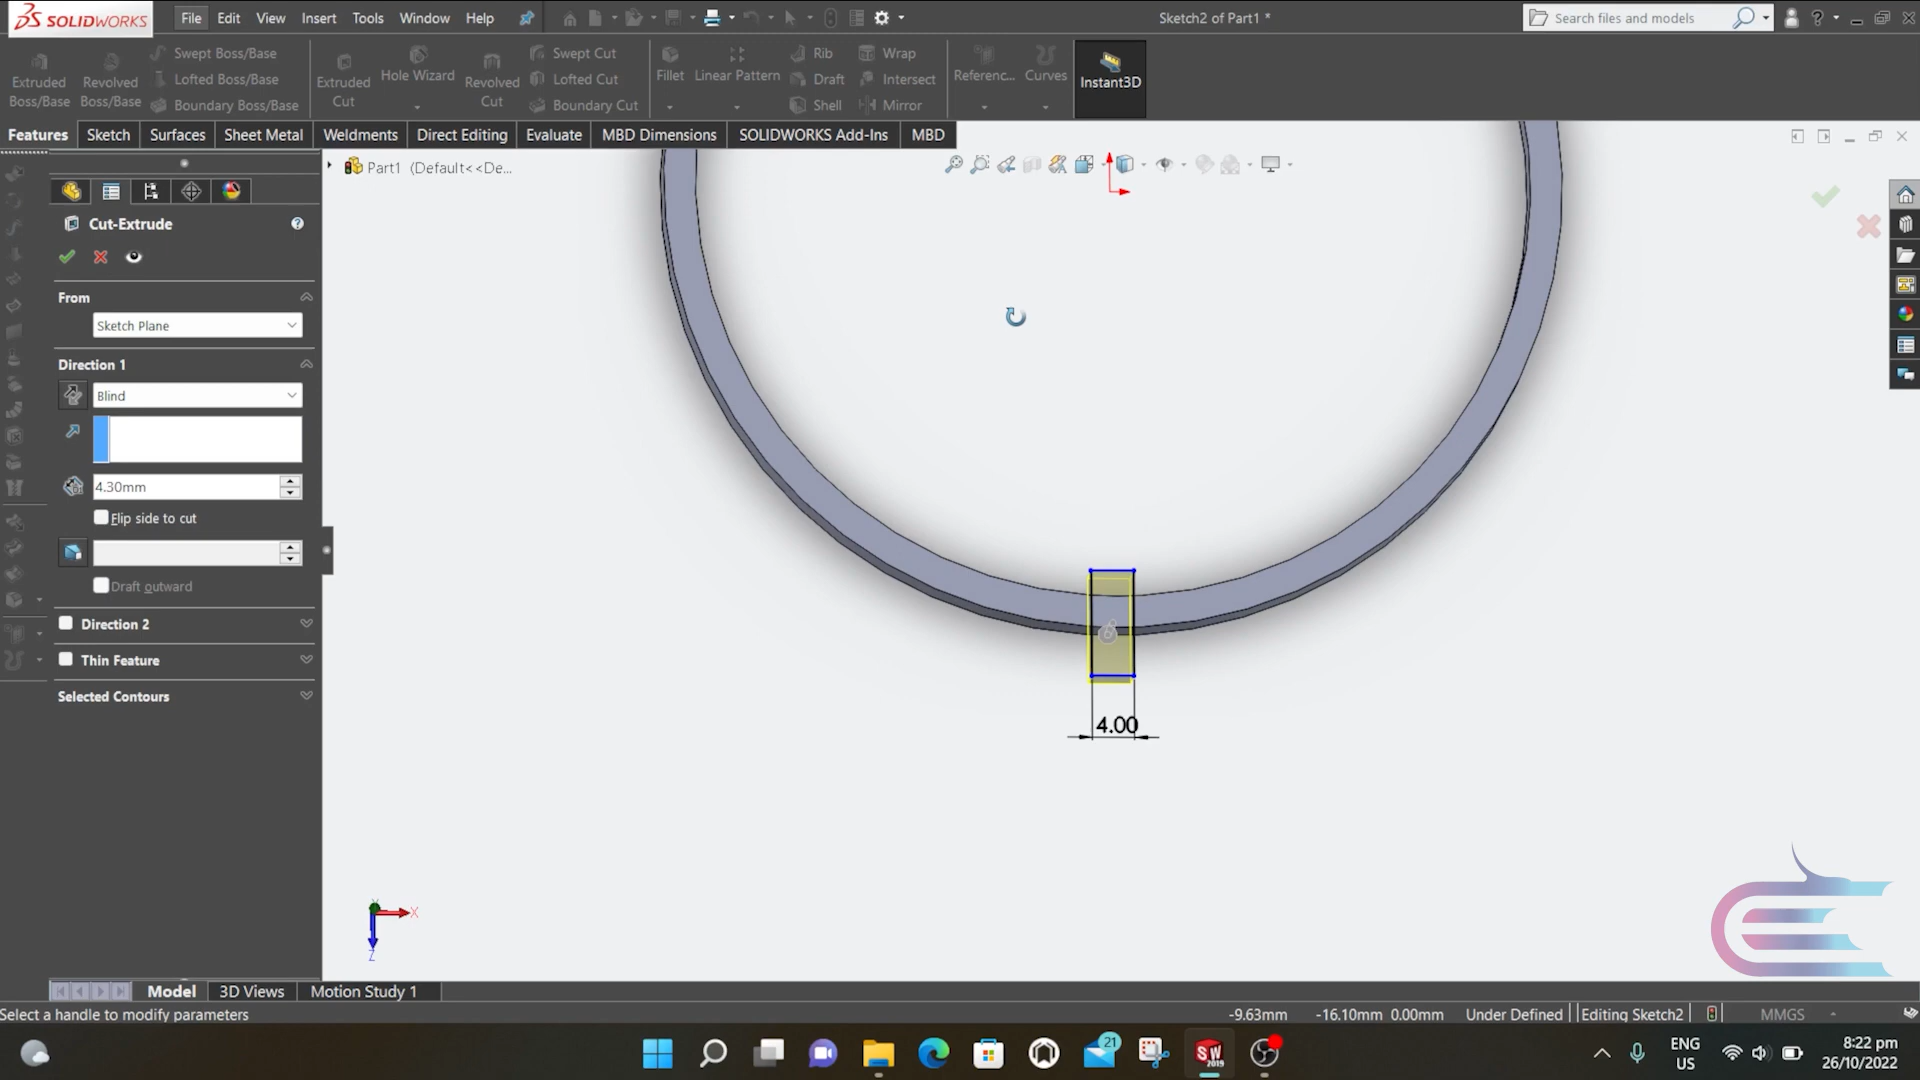 SOLIDWORKS
File Edit View Insert Tools Window Help
Sketch2 of Part1 *
Search files and models
Extruded Boss/Base
Revolved Boss/Base
Swept Boss/Base
Lofted Boss/Base
Boundary Boss/Base
Extruded Cut
Hole Wizard
Revolved Cut
Swept Cut
Lofted Cut
Boundary Cut
Fillet
Linear Pattern
Rib
Draft
Shell
Wrap
Intersect
Mirror
Referenc...
Curves
Instant3D
Features Sketch Surfaces Sheet Metal Weldments Direct Editing Evaluate MBD Dimensions SOLIDWORKS Add-Ins MBD
Part1 (Default<<De...
Cut-Extrude
From
Sketch Plane
Direction 1
Blind
4.30mm
Flip side to cut
Draft outward
Direction 2
Thin Feature
Selected Contours
4.00
X
Z
Model 3D Views Motion Study 1
Select a handle to modify parameters
-9.63mm -16.10mm 0.00mm Under Defined Editing Sketch2 MMGS
21
SW
2019
ENG
US
8:22 pm
26/10/2022